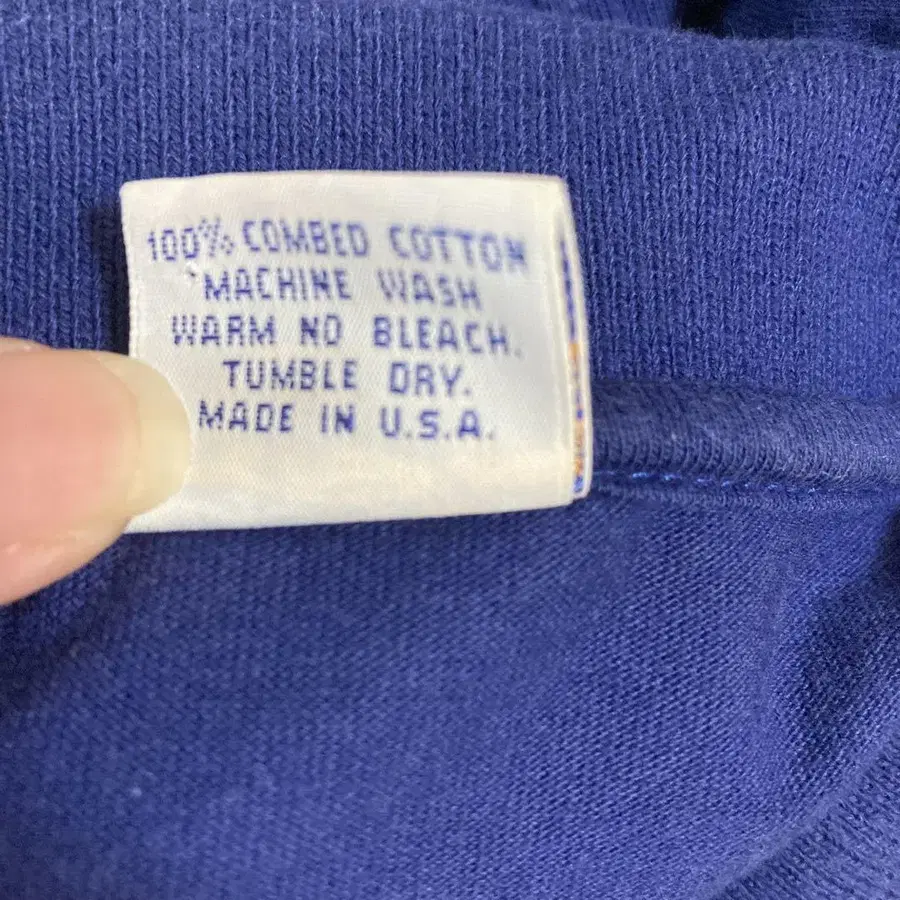 100% COMBED COTTON
MACHINE WASH
WARM NO BLEACH.
TUMBLE DRY.
MADE IN U.S.A.